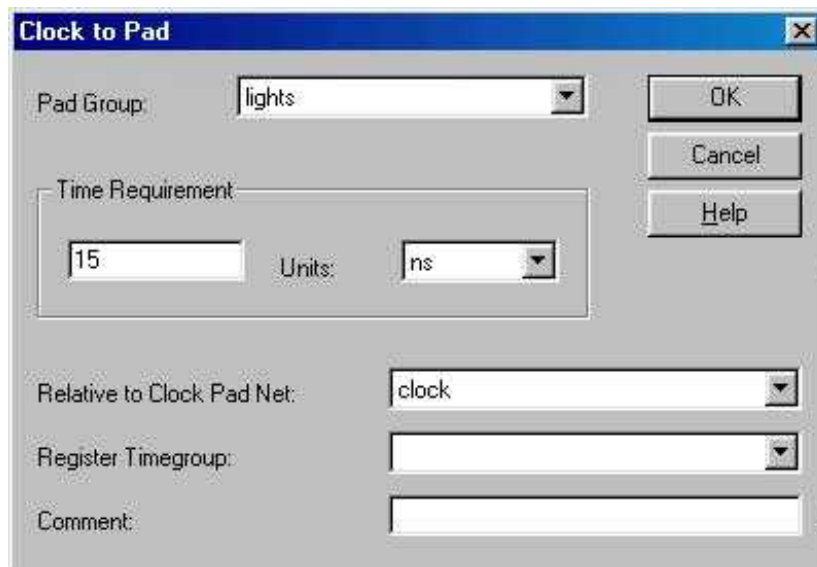 Clock to Pad
Pad Group: lights
OK
Cancel
Help
Time Requirement
15 Units: ns
Relative to Clock Pad Net: clock
Register Timegroup:
Comment: